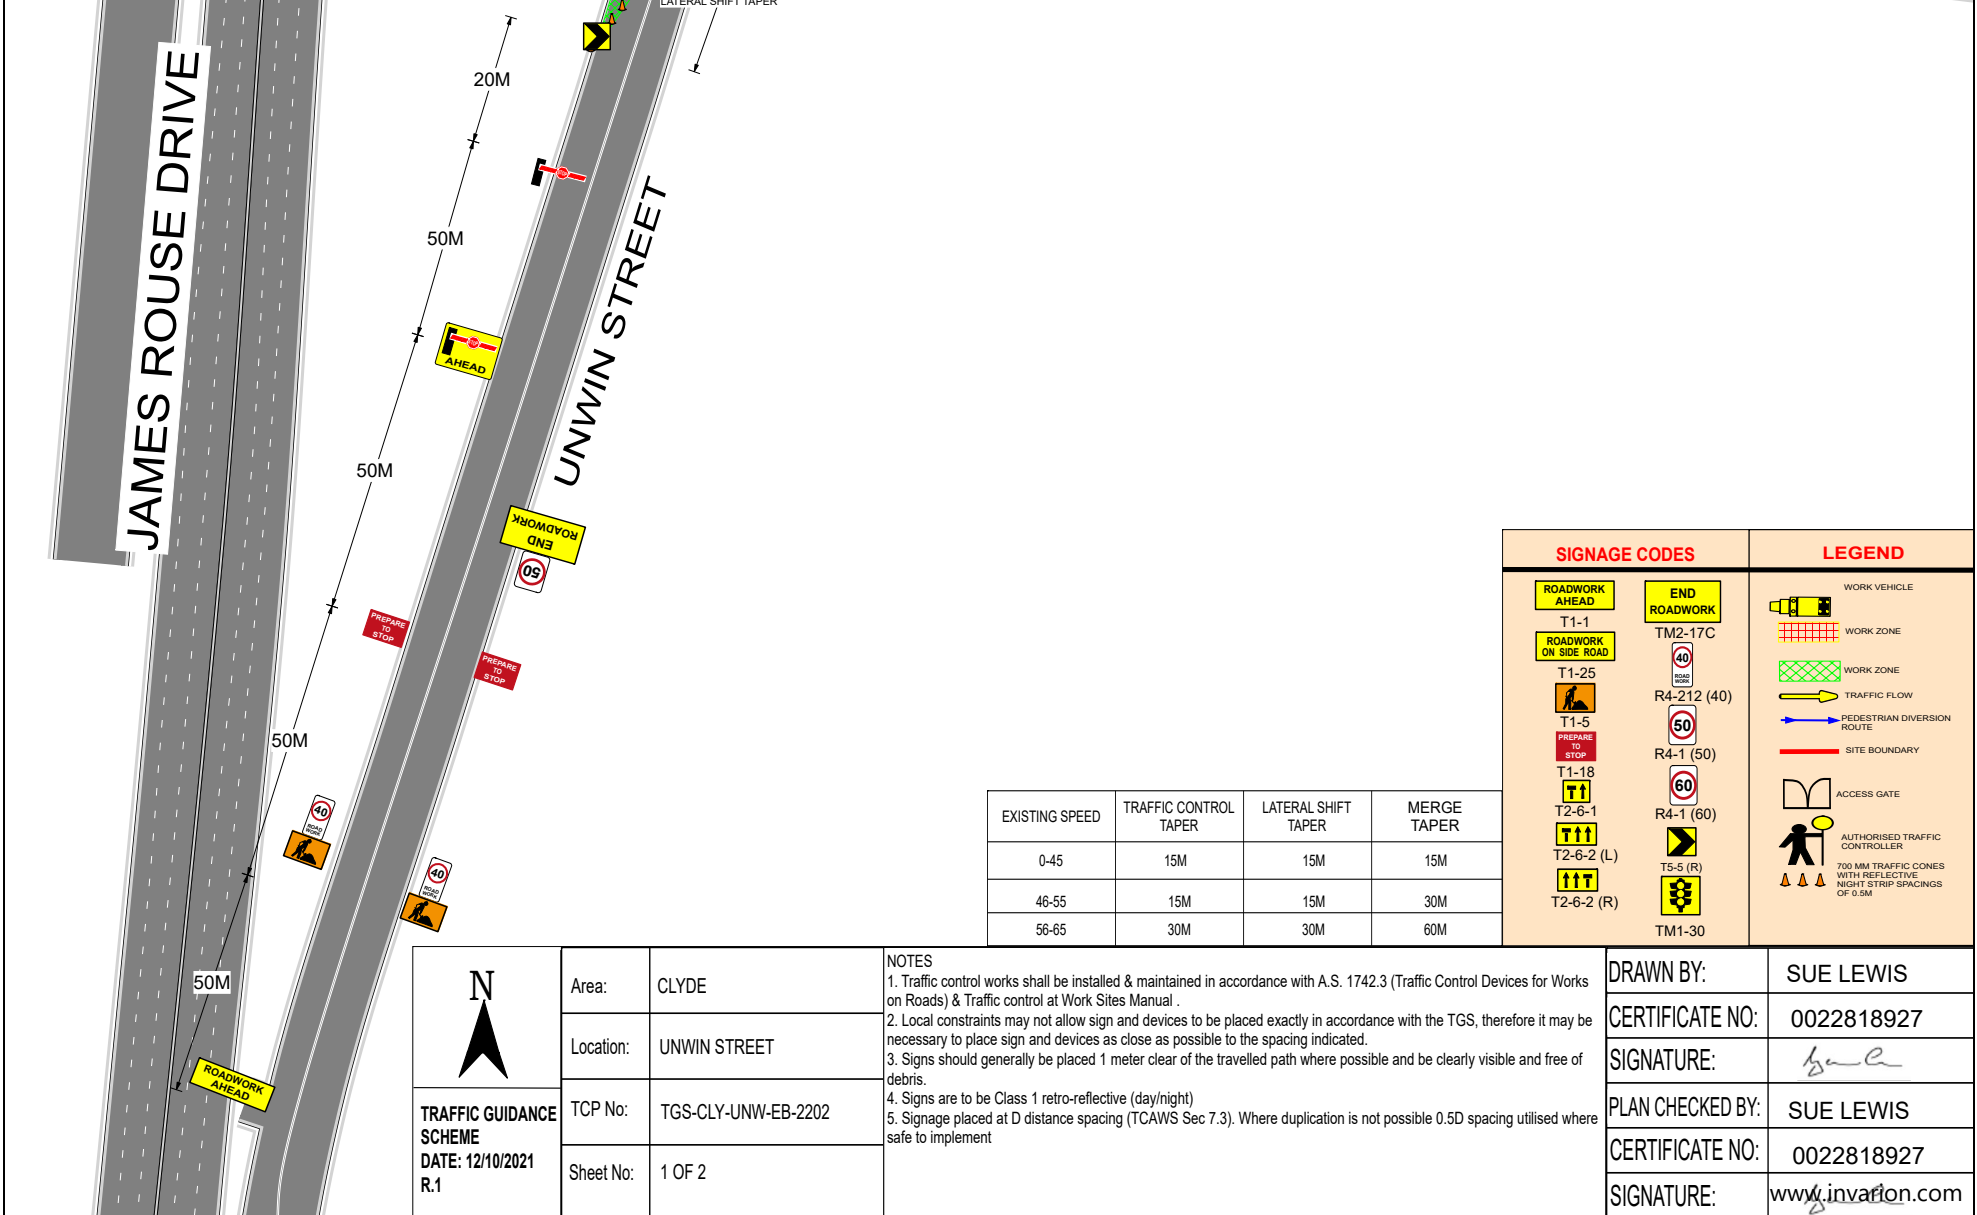 LATERAL SHIFT TAPER
20M
JAMES ROUSE DRIVE
STOP
50M
UNWIN STREET
STOP
AHEAD
50M
END
ROADWORK
50
PREPARE
TO
STOP
PREPARE
TO
STOP
50M
40
ROAD
WORK
40
ROAD
WORK
50M
ROADWORK
AHEAD
SIGNAGE CODES
ROADWORK
AHEAD
T1-1
ROADWORK
ON SIDE ROAD
T1-25
T1-5
PREPARE
TO
STOP
T1-18
T2-6-1
T2-6-2 (L)
T2-6-2 (R)
END
ROADWORK
TM2-17C
40
ROAD
WORK
R4-212 (40)
50
R4-1 (50)
60
R4-1 (60)
T5-5 (R)
TM1-30
LEGEND
WORK VEHICLE
WORK ZONE
WORK ZONE
TRAFFIC FLOW
PEDESTRIAN DIVERSION
ROUTE
SITE BOUNDARY
ACCESS GATE
AUTHORISED TRAFFIC
CONTROLLER
700 MM TRAFFIC CONES
WITH REFLECTIVE
NIGHT STRIP SPACINGS
OF 0.5M
EXISTING SPEED TRAFFIC CONTROL TAPER LATERAL SHIFT TAPER MERGE TAPER
0-45 15M 15M 15M
46-55 15M 15M 30M
56-65 30M 30M 60M
N
TRAFFIC GUIDANCE
SCHEME
DATE: 12/10/2021
R.1
Area: CLYDE
Location: UNWIN STREET
TCP No: TGS-CLY-UNW-EB-2202
Sheet No: 1 OF 2
NOTES
1. Traffic control works shall be installed & maintained in accordance with A.S. 1742.3 (Traffic Control Devices for Works
on Roads) & Traffic control at Work Sites Manual .
2. Local constraints may not allow sign and devices to be placed exactly in accordance with the TGS, therefore it may be
necessary to place sign and devices as close as possible to the spacing indicated.
3. Signs should generally be placed 1 meter clear of the travelled path where possible and be clearly visible and free of
debris.
4. Signs are to be Class 1 retro-reflective (day/night)
5. Signage placed at D distance spacing (TCAWS Sec 7.3). Where duplication is not possible 0.5D spacing utilised where
safe to implement
DRAWN BY: SUE LEWIS
CERTIFICATE NO: 0022818927
SIGNATURE:
PLAN CHECKED BY: SUE LEWIS
CERTIFICATE NO: 0022818927
SIGNATURE:
www.invarion.com